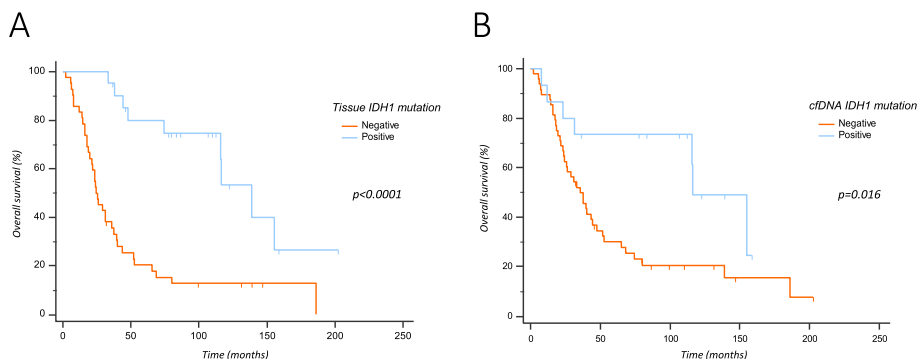 A
Overall survival (%)
100
80
60
40
20
0
0
50
100
150
200
250
Time (months)
Tissue IDH1 mutation
Negative
Positive
p<0.0001
B
Overall survival (%)
100
80
60
40
20
0
0
50
100
150
200
250
Time (months)
cfDNA IDH1 mutation
Negative
Positive
p=0.016